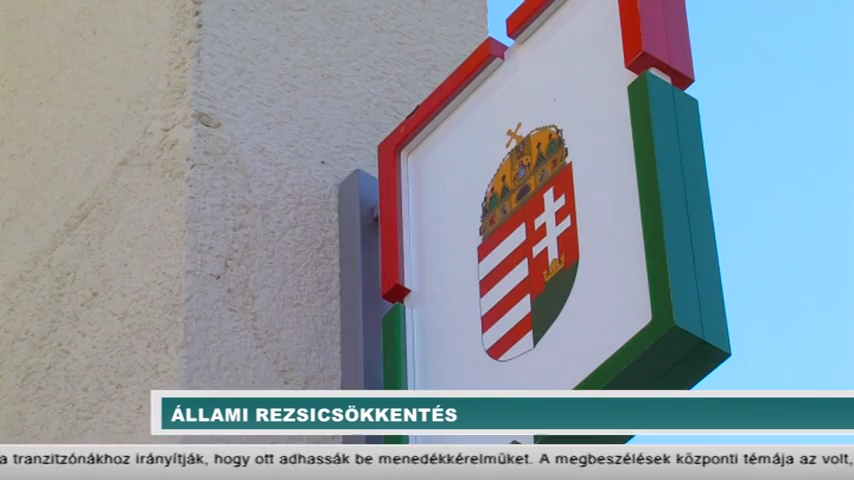 ÁLLAMI REZSICSÖKKENTÉS
a tranzitzónákhoz irányítják, hogy ott adhassák be menedékkérelmüket. A megbeszélések központi témája az volt,